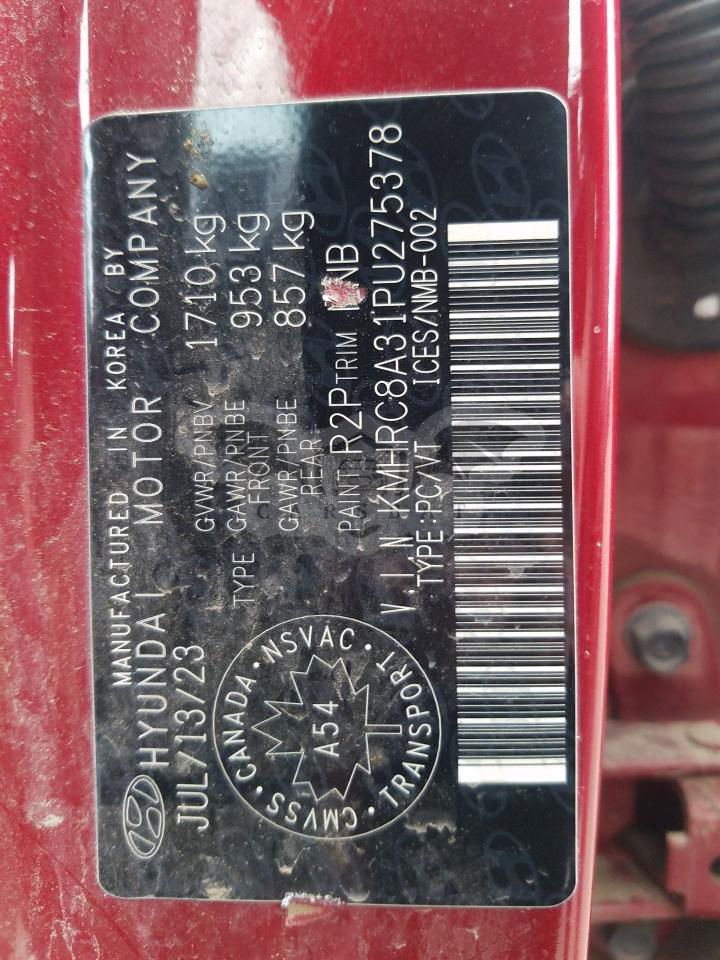 MANUFACTURED IN KOREA BY
HYUNDAI MOTOR COMPANY
JUL/13/23
GVWR/PNBV 1710 kg
TYPE GAWR/PNBE FRONT 953 kg
GAWR/PNBE REAR 857 kg
PAINT R2P TRIM NB
V.I.N KMHRC8A31PU275378
TYPE:PC/VT ICES/NMB-002
CANADA · NSVAC · TRANSPORT · CMVSS ·
A54